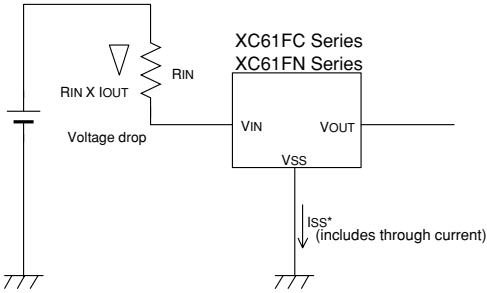 XC61FC Series
XC61FN Series
RIN
RIN X IOUT
Voltage drop
VIN
VOUT
VSS
ISS*
(includes through current)